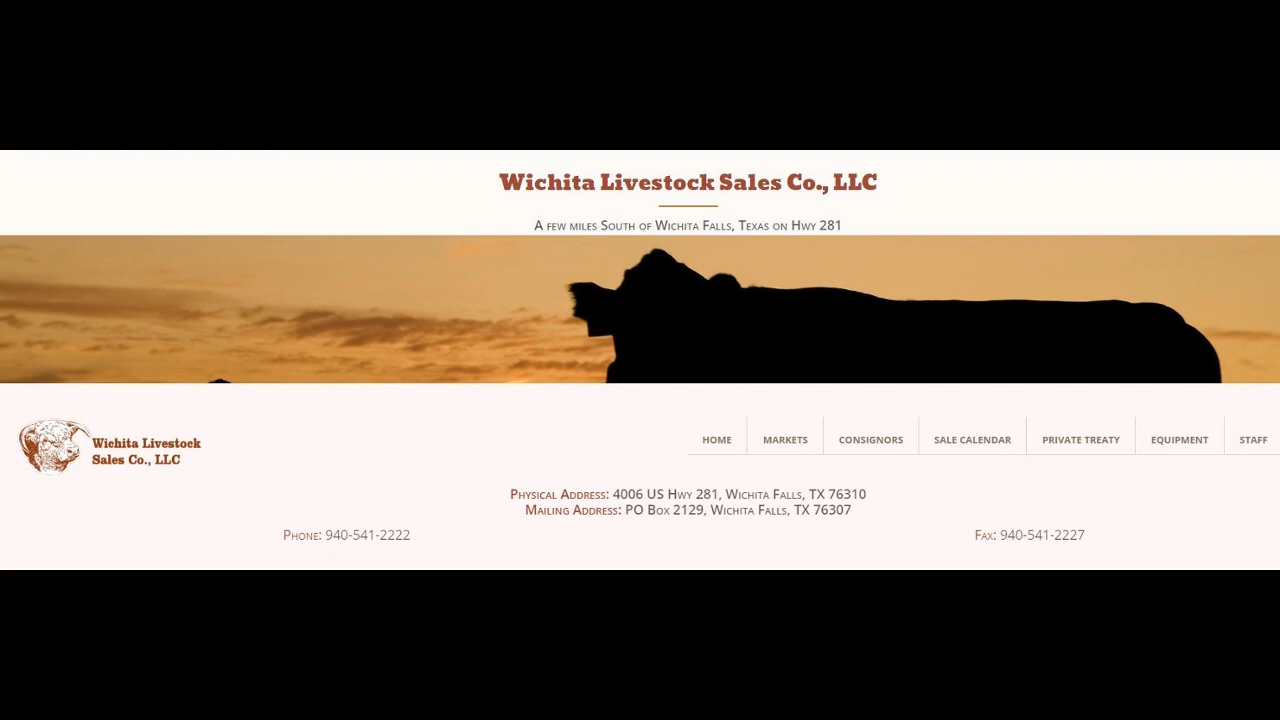 Wichita Livestock Sales Co., LLC
A few miles South of Wichita Falls, Texas on Hwy 281
Wichita Livestock
Sales Co., LLC
HOME MARKETS CONSIGNORS SALE CALENDAR PRIVATE TREATY EQUIPMENT STAFF
Physical Address: 4006 US Hwy 281, Wichita Falls, TX 76310
Mailing Address: PO Box 2129, Wichita Falls, TX 76307
Phone: 940-541-2222 Fax: 940-541-2227